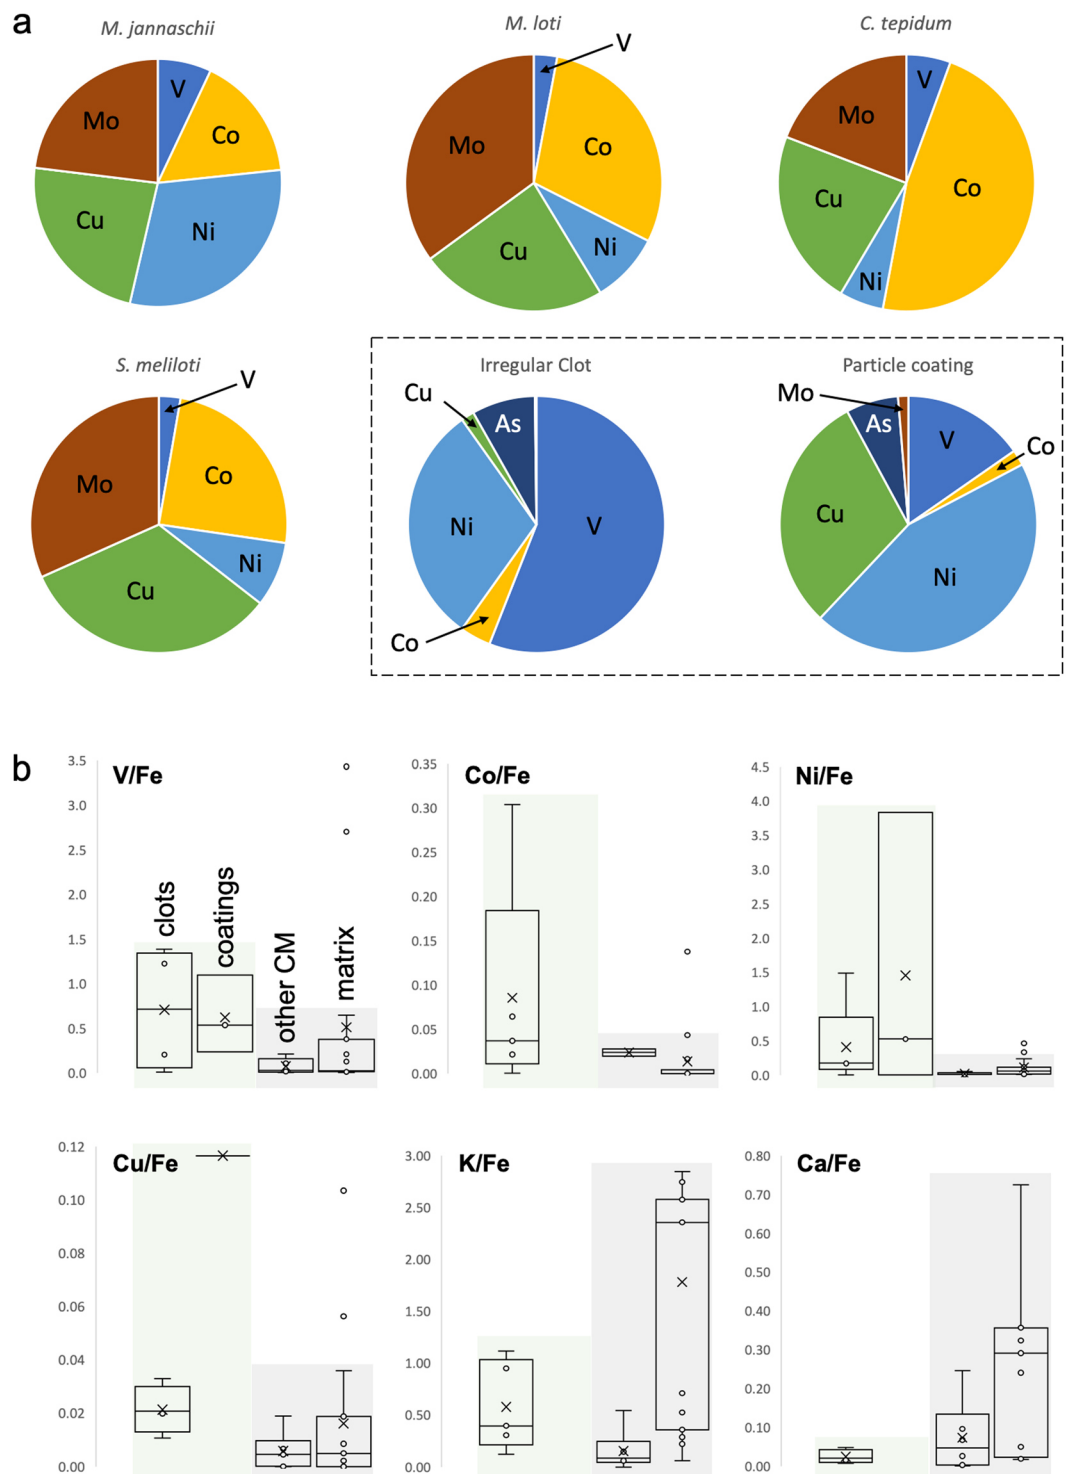 a
M. jannaschii
M. loti
C. tepidum
V
V
V
Mo
Co
Mo
Co
Mo
Co
Cu
Ni
Cu
Ni
Cu
Ni
S. meliloti
Irregular Clot
Particle coating
V
Cu
As
Mo
As
V
Co
Mo
Co
Ni
V
Cu
Ni
Cu
Ni
Co
b
V/Fe
3.5
3.0
2.5
2.0
1.5
1.0
0.5
0.0
clots
coatings
other CM
matrix
Co/Fe
0.35
0.30
0.25
0.20
0.15
0.10
0.05
0.00
Ni/Fe
4.5
4.0
3.5
3.0
2.5
2.0
1.5
1.0
0.5
0.0
Cu/Fe
0.12
0.10
0.08
0.06
0.04
0.02
0.00
K/Fe
3.00
2.50
2.00
1.50
1.00
0.50
0.00
Ca/Fe
0.80
0.70
0.60
0.50
0.40
0.30
0.20
0.10
0.00